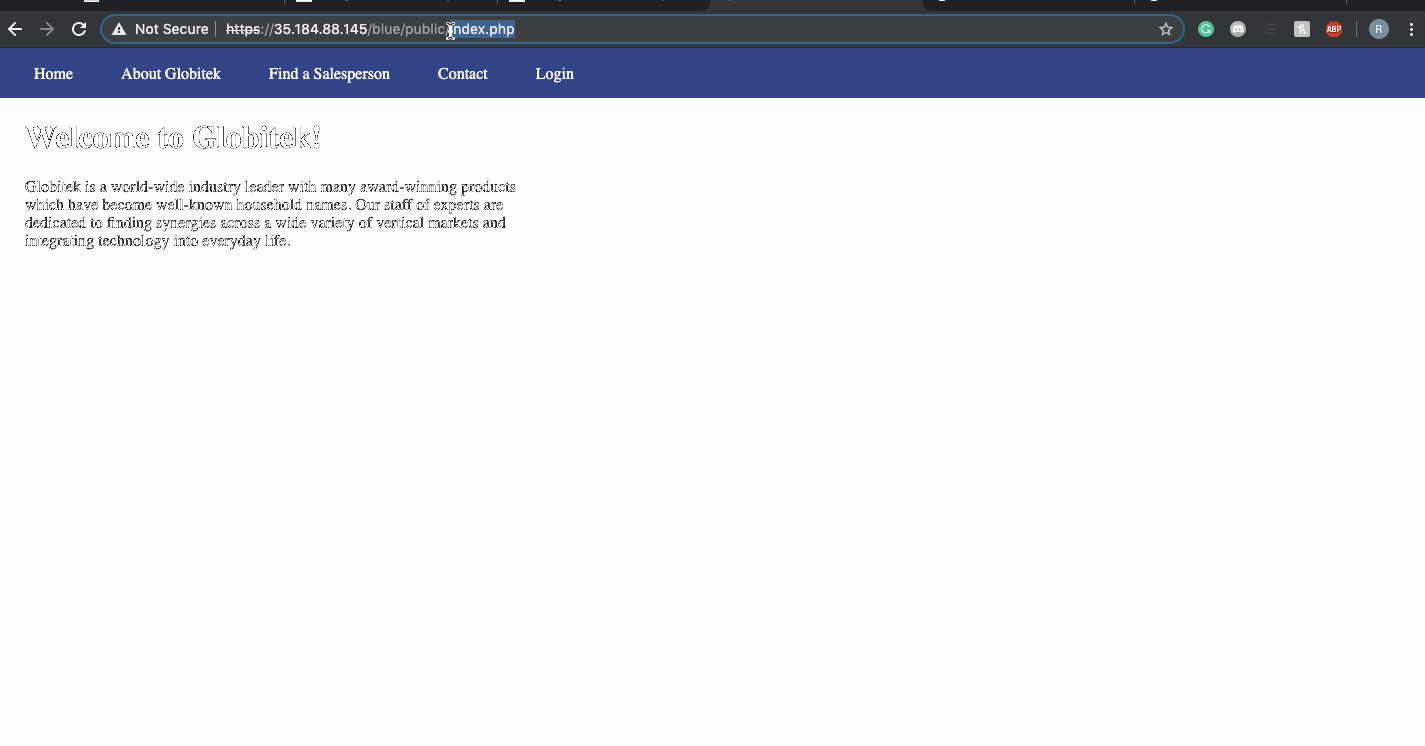 Not Secure https://35.184.88.145/blue/public/index.php G ABP R
Home About Globitek Find a Salesperson Contact Login
Welcome to Globitek!
Globitek is a world-wide industry leader with many award-winning products
which have become well-known household names. Our staff of experts are
dedicated to finding synergies across a wide variety of vertical markets and
integrating technology into everyday life.